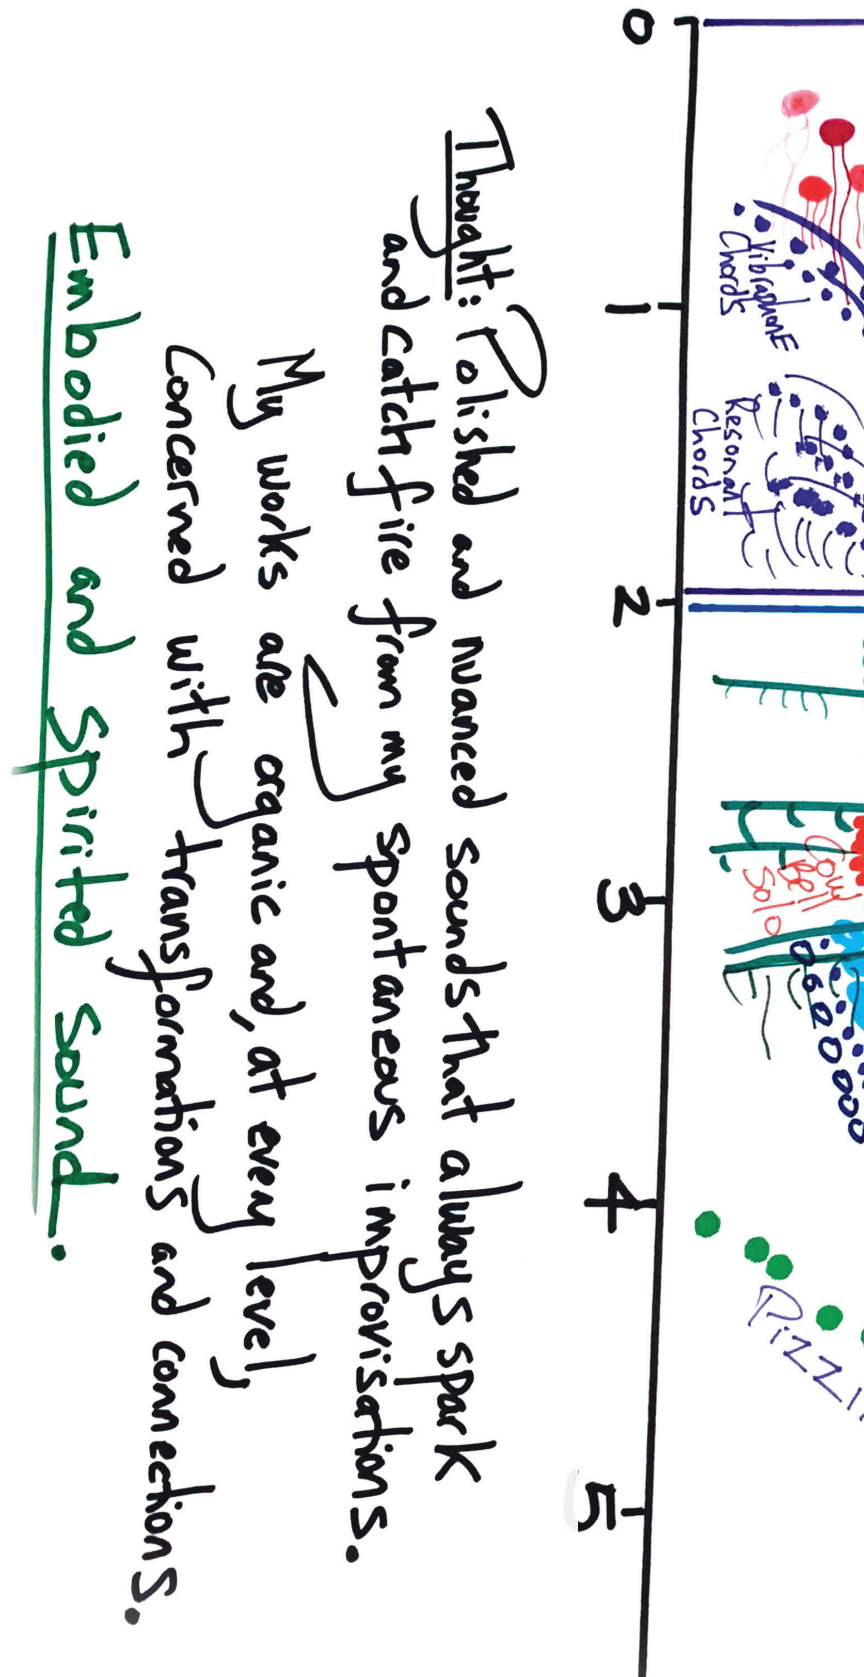 Vibraphone
Chords
Resonant
Chords
Cow
Bell
Solo
0 1 2 3 4 5
Thought: Polished and nuanced sounds that always spark
and catch fire from my spontaneous improvisations.
My works are organic and, at every level,
concerned with transformations and connections.
Embodied and Spirited Sound.